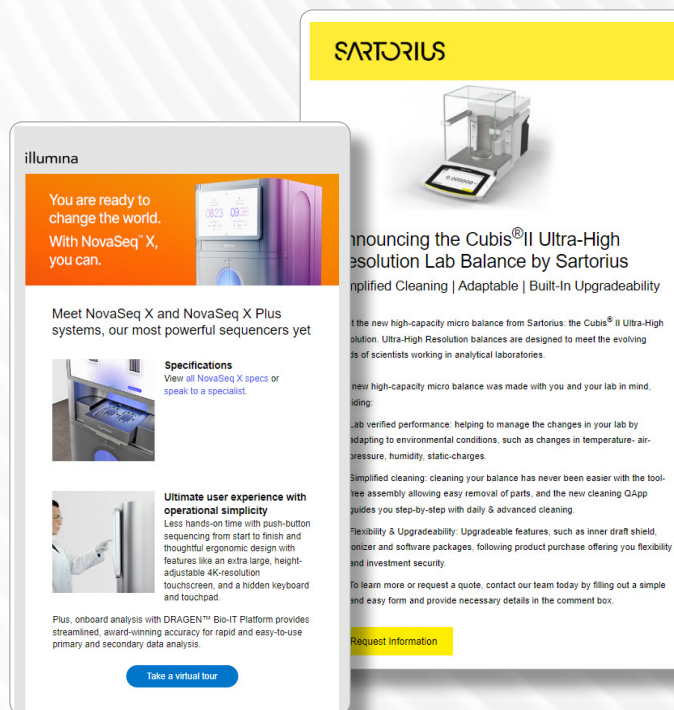 illumina
You are ready to
change the world.
With NovaSeq™ X,
you can.
Meet NovaSeq X and NovaSeq X Plus
systems, our most powerful sequencers yet
Specifications
View all NovaSeq X specs or
speak to a specialist.
Ultimate user experience with
operational simplicity
Less hands-on time with push-button
sequencing from start to finish and
thoughtful ergonomic design with
features like an extra large, height-
adjustable 4K-resolution
touchscreen, and a hidden keyboard
and touchpad.
Plus, onboard analysis with DRAGEN™ Bio-IT Platform provides
streamlined, award-winning accuracy for rapid and easy-to-use
primary and secondary data analysis.
Take a virtual tour
SARTORIUS
nnouncing the Cubis®II Ultra-High
esolution Lab Balance by Sartorius
mplified Cleaning | Adaptable | Built-In Upgradeability
t the new high-capacity micro balance from Sartorius: the Cubis® II Ultra-High
olution. Ultra-High Resolution balances are designed to meet the evolving
ds of scientists working in analytical laboratories.
new high-capacity micro balance was made with you and your lab in mind,
iding:
Lab verified performance: helping to manage the changes in your lab by
adapting to environmental conditions, such as changes in temperature- air-
pressure, humidity, static-charges.
Simplified cleaning: cleaning your balance has never been easier with the tool-
free assembly allowing easy removal of parts, and the new cleaning QApp
guides you step-by-step with daily & advanced cleaning.
Flexibility & Upgradeability: Upgradeable features, such as inner draft shield,
ionizer and software packages, following product purchase offering you flexibility
and investment security.
To learn more or request a quote, contact our team today by filling out a simple
and easy form and provide necessary details in the comment box.
Request Information